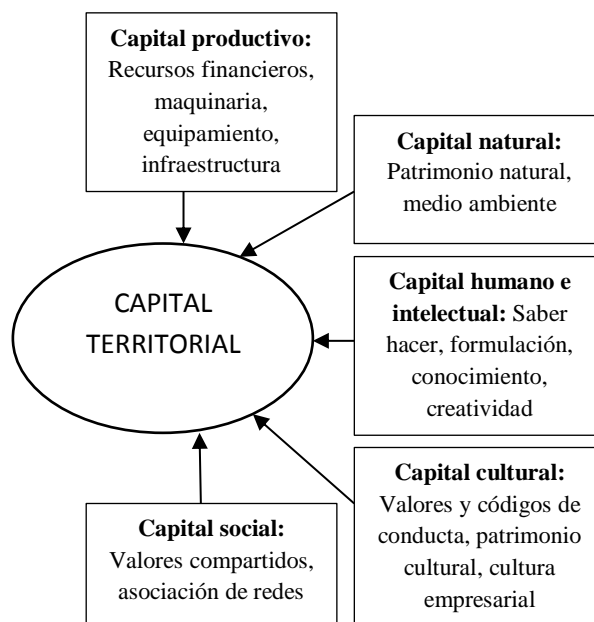 Capital productivo:
Recursos financieros,
maquinaria,
equipamiento,
infraestructura
Capital natural:
Patrimonio natural,
medio ambiente
CAPITAL
TERRITORIAL
Capital humano e
intelectual: Saber
hacer, formulación,
conocimiento,
creatividad
Capital cultural:
Valores y códigos de
conducta, patrimonio
cultural, cultura
empresarial
Capital social:
Valores compartidos,
asociación de redes